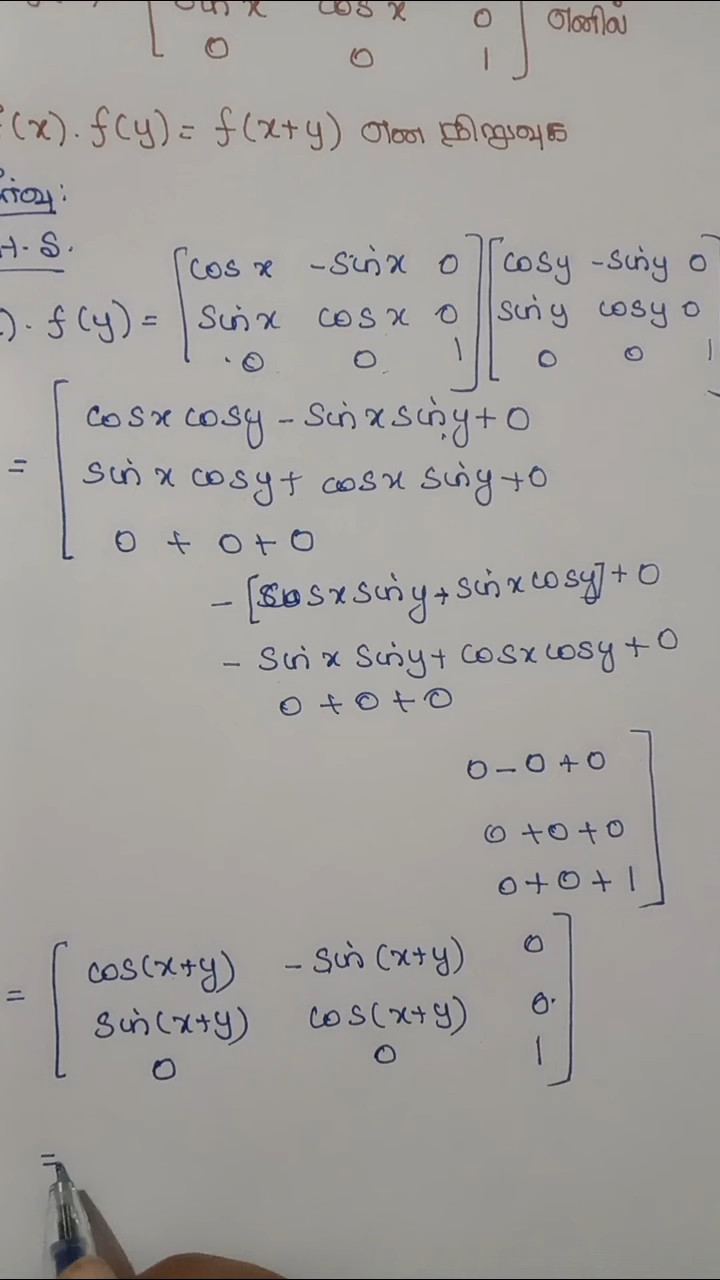 sin x cos x 0
0 0 1 எனில்
(x). f(y) = f(x+y) என நிறுவுக
S.
f(y) = [cos x -sin x 0] [cos y -sin y 0]
[sin x cos x 0] [sin y cos y 0]
[0 0 1] [0 0 1]
= [cos x cos y - sin x sin y + 0
sin x cos y + cos x sin y + 0
0 + 0 + 0
- [cos x sin y + sin x cos y] + 0
- sin x sin y + cos x cos y + 0
0 + 0 + 0
0 - 0 + 0
0 + 0 + 0
0 + 0 + 1]
= [cos(x+y) -sin(x+y) 0
sin(x+y) cos(x+y) 0
0 0 1]
=